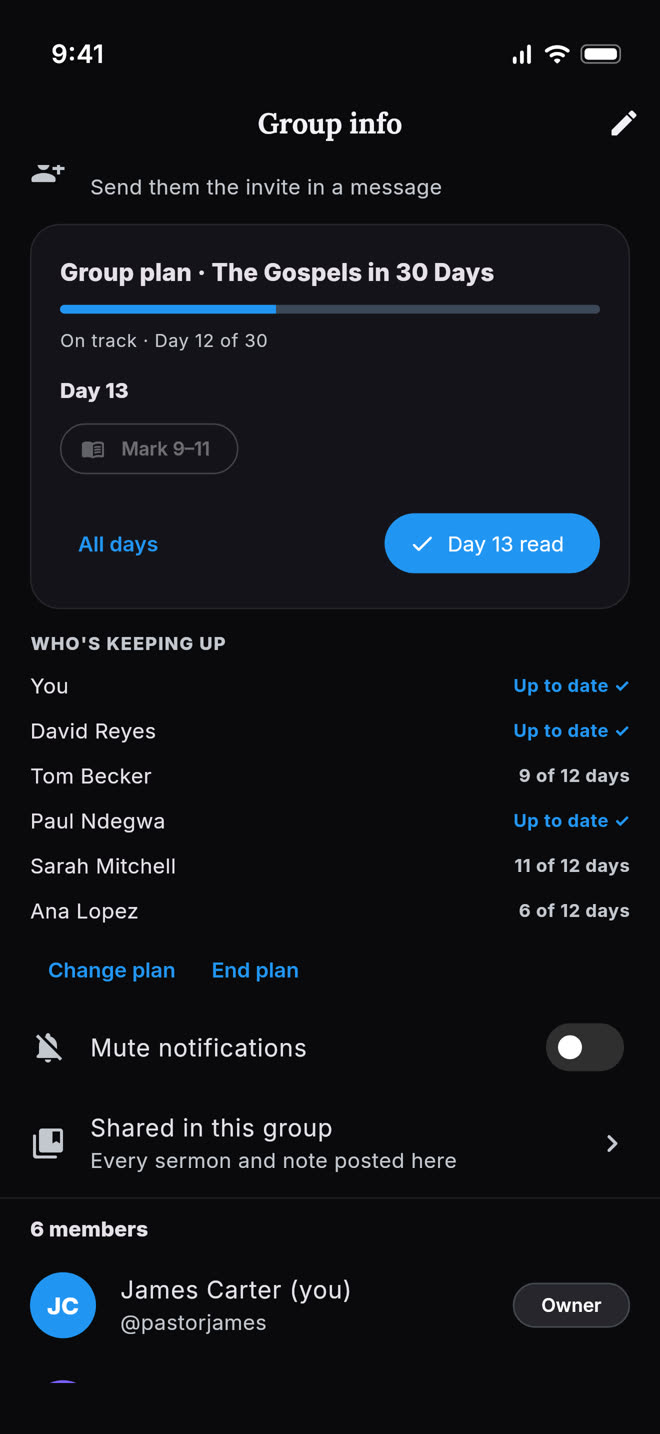 9:41
Group info
Send them the invite in a message
Group plan · The Gospels in 30 Days
On track · Day 12 of 30
Day 13
Mark 9–11
All days
Day 13 read
WHO'S KEEPING UP
You Up to date ✓
David Reyes Up to date ✓
Tom Becker 9 of 12 days
Paul Ndegwa Up to date ✓
Sarah Mitchell 11 of 12 days
Ana Lopez 6 of 12 days
Change plan End plan
Mute notifications
Shared in this group
Every sermon and note posted here
6 members
JC
James Carter (you)
@pastorjames
Owner